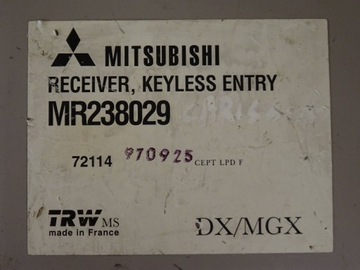 MITSUBISHI
RECEIVER, KEYLESS ENTRY
MR238029
72114 970925 CEPT LPD F
TRW MS
made in France
DX/MGX